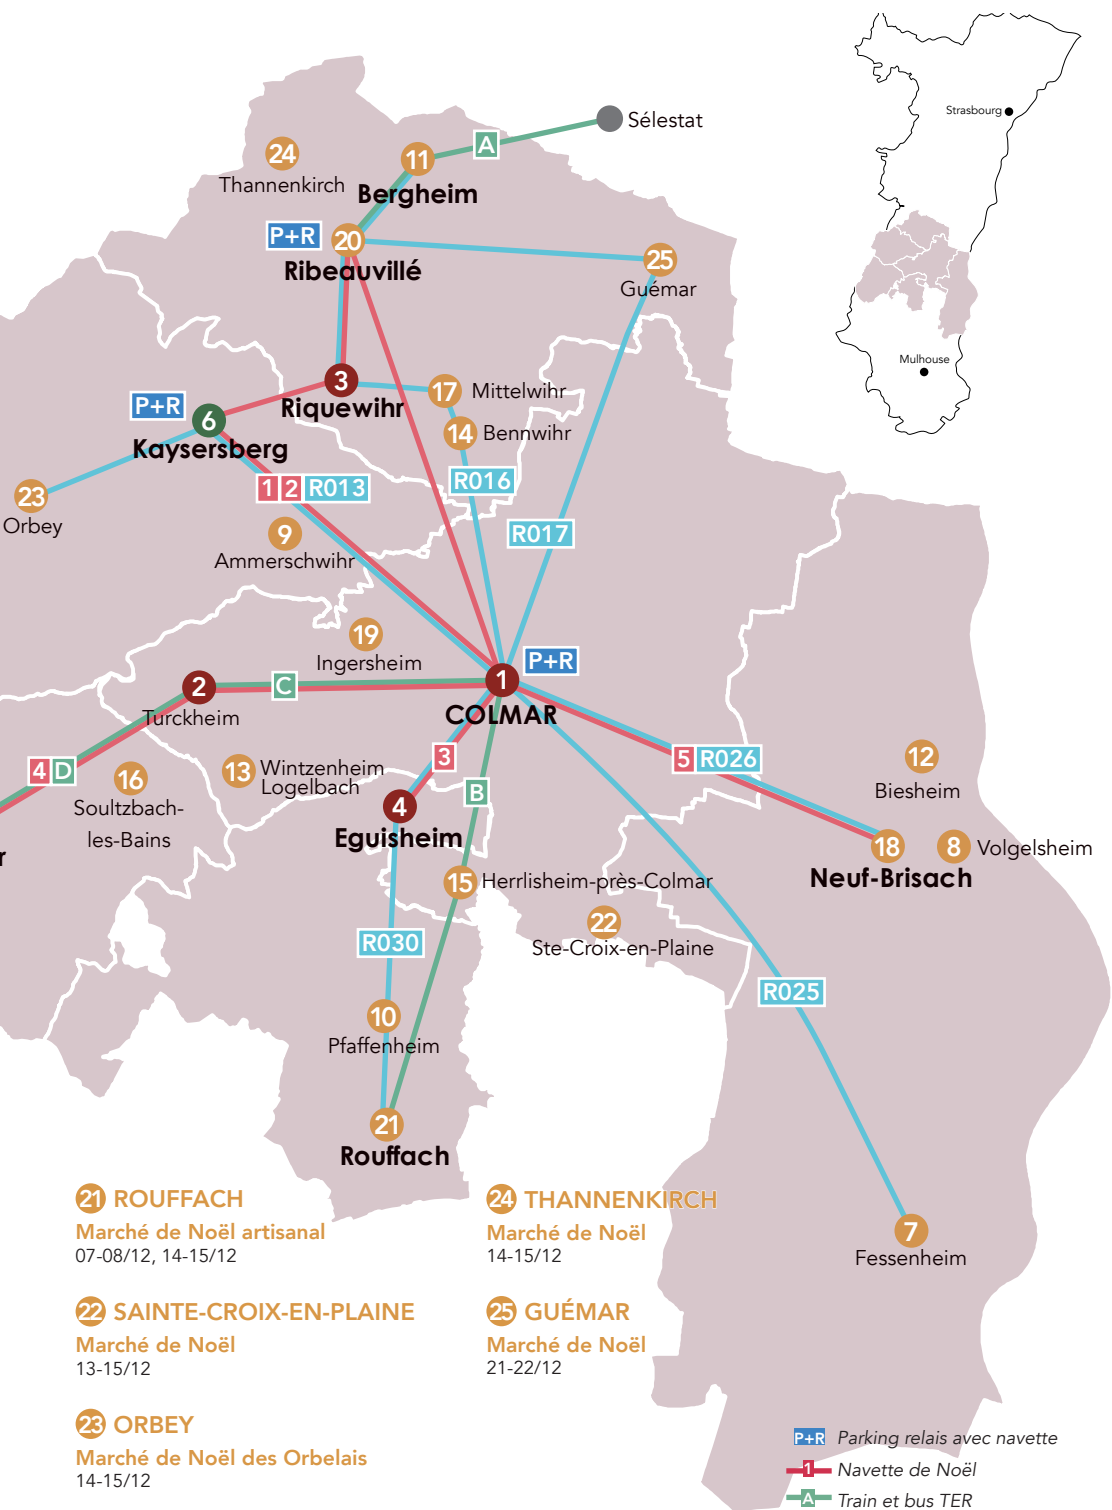 Strasbourg
Mulhouse
Sélestat
A
24
Thannenkirch
11
Bergheim
P+R
20
Ribeauvillé
25
Guémar
3
Riquewihr
17
Mittelwihr
14
Bennwihr
P+R
6
Kaysersberg
1 2 R013
R016
R017
23
Orbey
9
Ammerschwihr
19
Ingersheim
P+R
1
COLMAR
2
Turckheim
C
3
4 D
16
Soultzbach-
les-Bains
13
Wintzenheim
Logelbach
B
5 R026
12
Biesheim
4
Eguisheim
r
18
Neuf-Brisach
8
Volgelsheim
15
Herrlisheim-près-Colmar
22
Ste-Croix-en-Plaine
R030
R025
10
Pfaffenheim
21
Rouffach
7
Fessenheim
21 ROUFFACH
Marché de Noël artisanal
07-08/12, 14-15/12
22 SAINTE-CROIX-EN-PLAINE
Marché de Noël
13-15/12
23 ORBEY
Marché de Noël des Orbelais
14-15/12
24 THANNENKIRCH
Marché de Noël
14-15/12
25 GUÉMAR
Marché de Noël
21-22/12
P+R Parking relais avec navette
1 Navette de Noël
A Train et bus TER